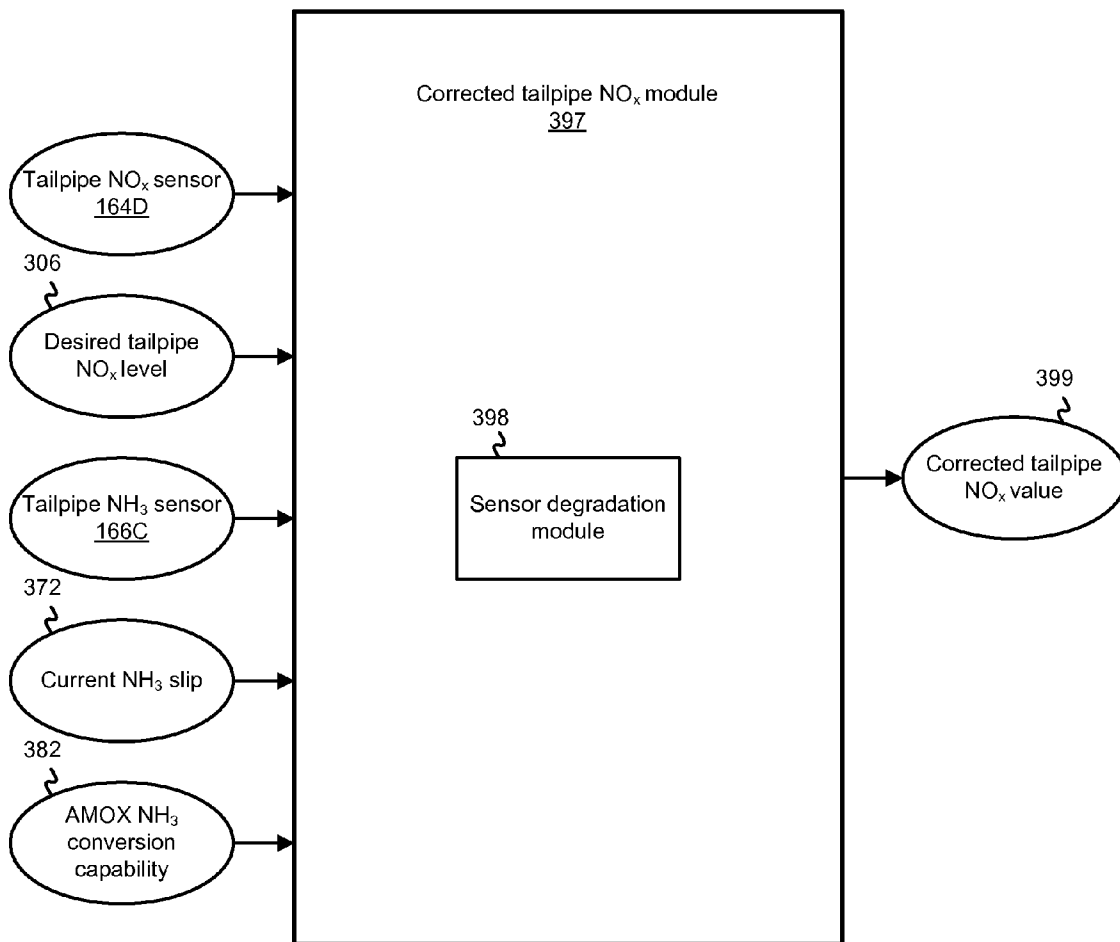 Corrected tailpipe NOₓ module
397
Tailpipe NOₓ sensor
164D
306
Desired tailpipe
NOₓ level
Tailpipe NH₃ sensor
166C
372
Current NH₃ slip
382
AMOX NH₃
conversion
capability
398
Sensor degradation
module
399
Corrected tailpipe
NOₓ value